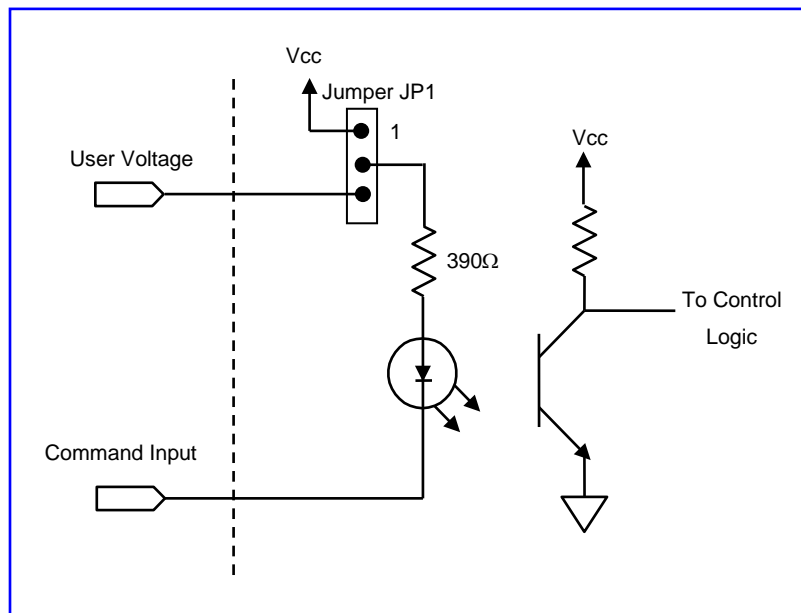 Vcc
Jumper JP1
1
User Voltage
Vcc
390Ω
To Control
Logic
Command Input